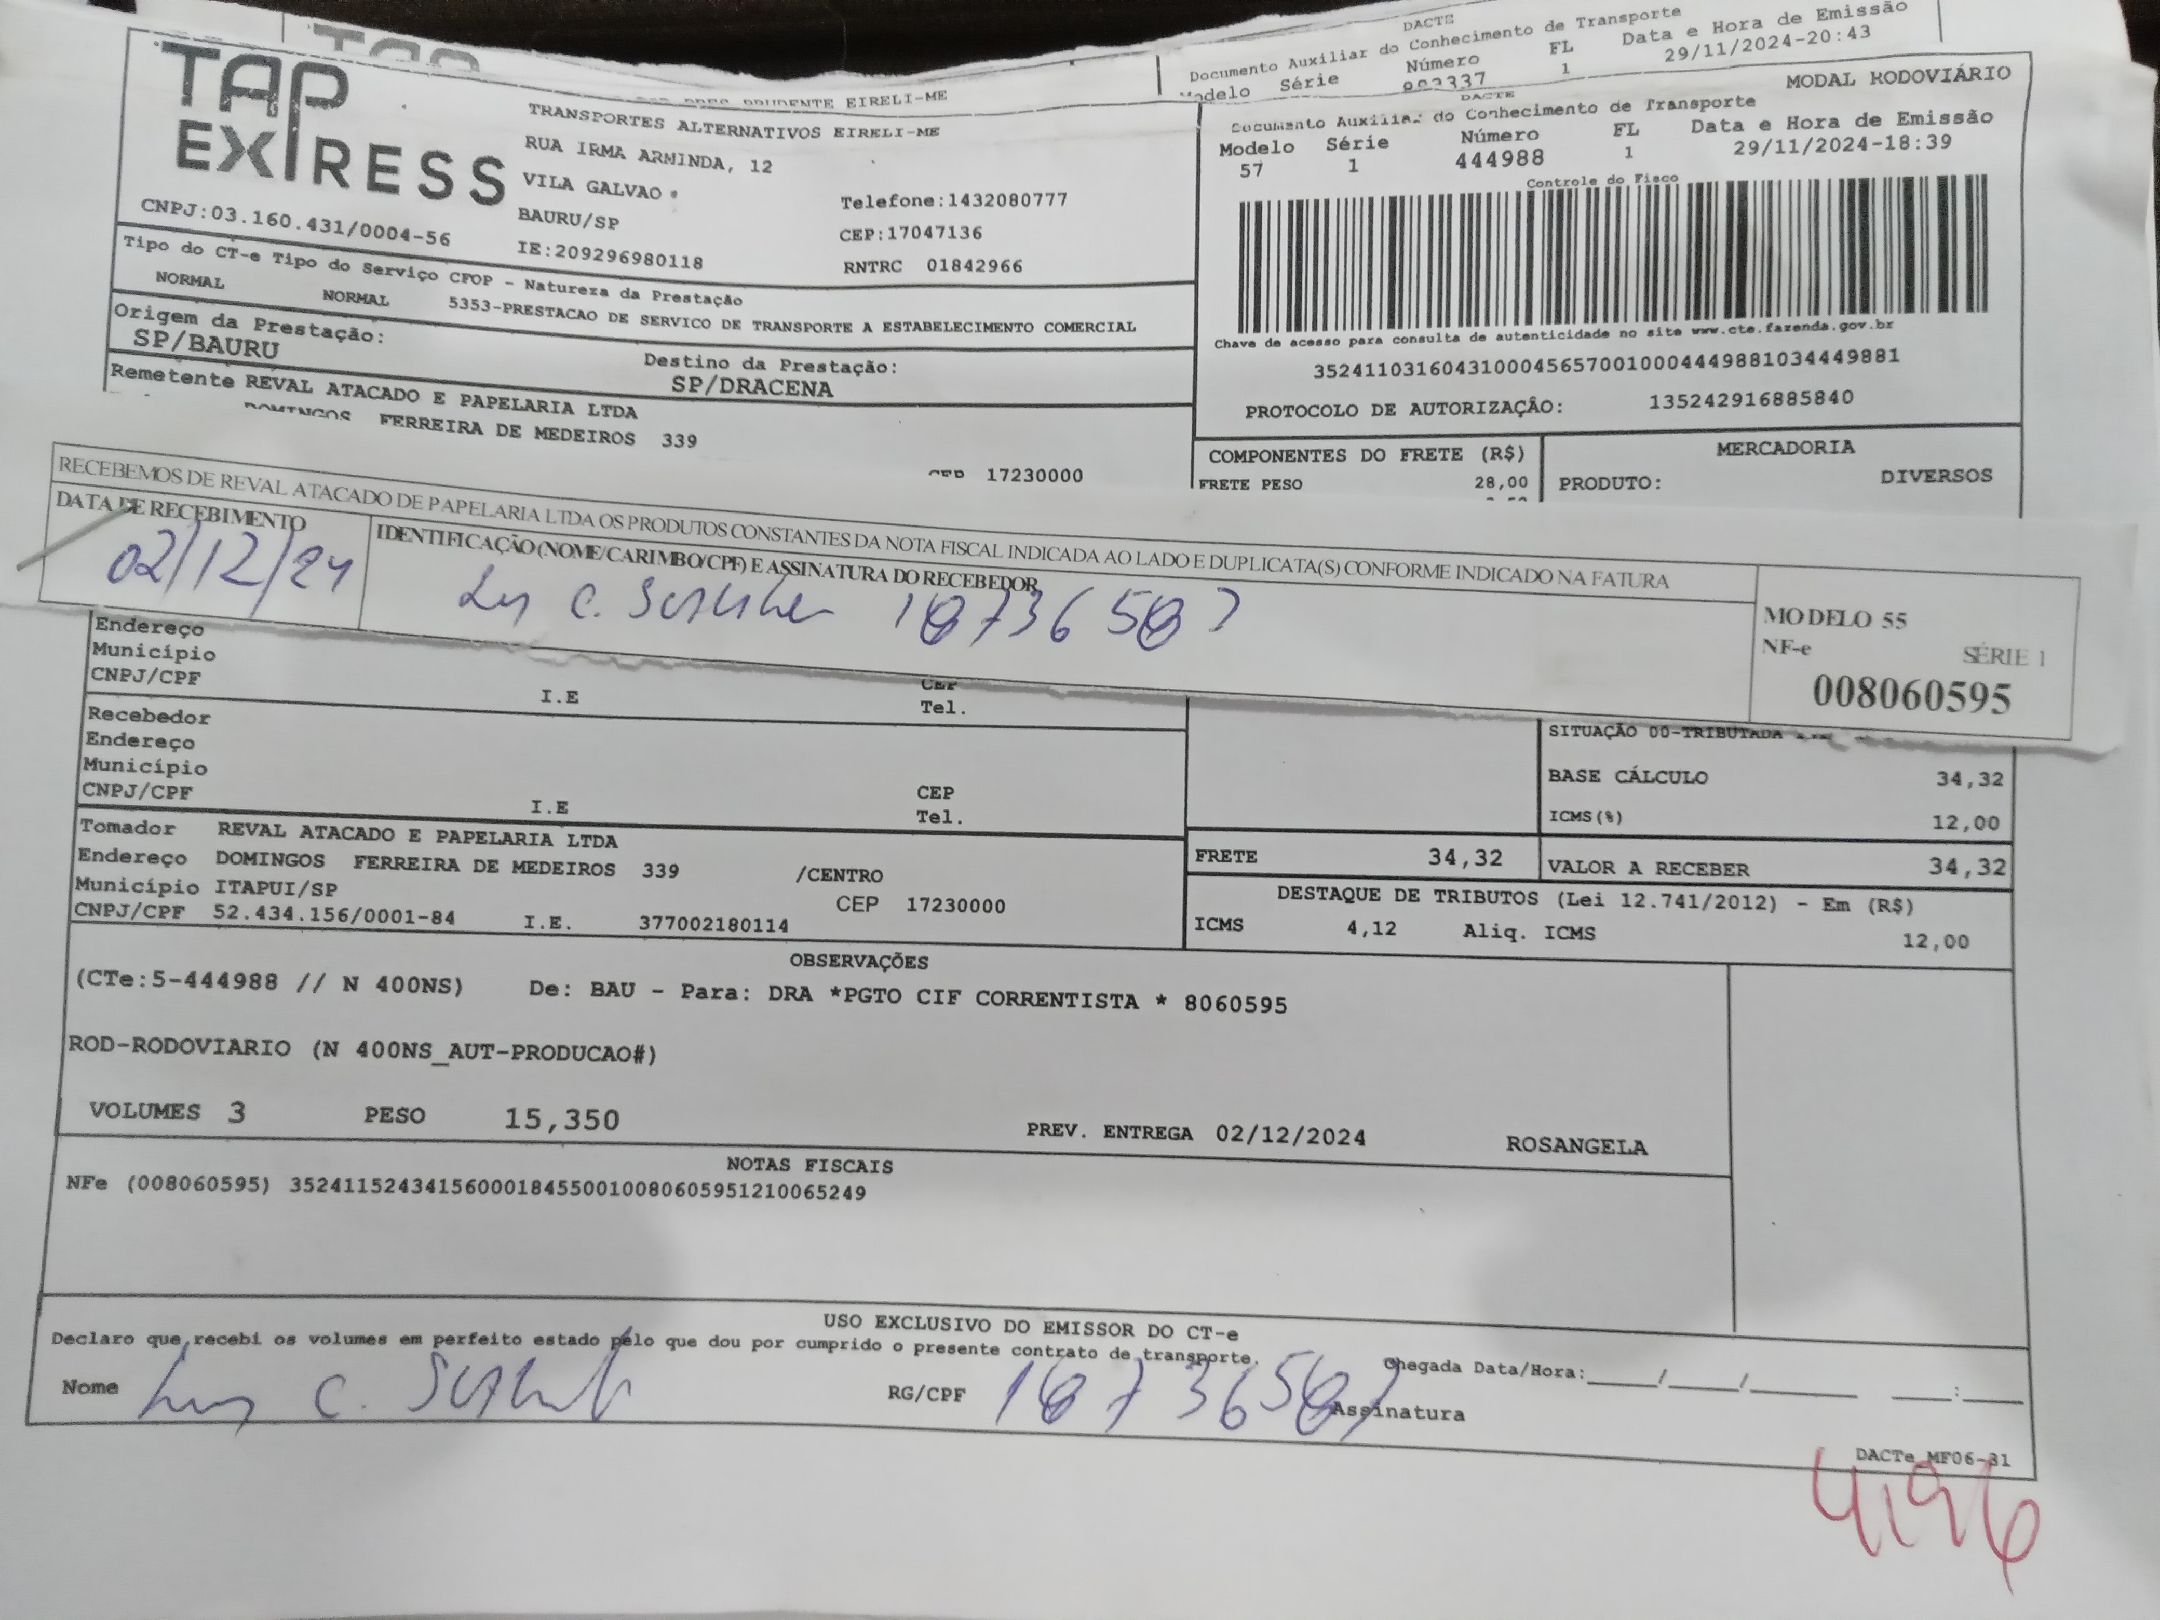 DACTE
Documento Auxiliar do Conhecimento de Transporte
Modelo Série Número FL Data e Hora de Emissão
1 29/11/2024-20:43
PRUDENTE EIRELI-ME
TAP
EXPRESS
TRANSPORTES ALTERNATIVOS EIRELI-ME
RUA IRMA ARMINDA, 12
VILA GALVAO
BAURU/SP
IE:209296980118
Telefone:1432080777
CEP:17047136
RNTRC 01842966
CNPJ:03.160.431/0004-56
MODAL RODOVIÁRIO
DACTE
Documento Auxiliar do Conhecimento de Transporte
Modelo Série Número FL Data e Hora de Emissão
57 1 444988 1 29/11/2024-18:39
Controle do Fisco
Chave de acesso para consulta de autenticidade no site www.cte.fazenda.gov.br
35241103160431000456570010004449881034449881
PROTOCOLO DE AUTORIZAÇÃO: 135242916885840
Tipo do CT-e Tipo do Serviço CFOP - Natureza da Prestação
NORMAL NORMAL 5353-PRESTACAO DE SERVICO DE TRANSPORTE A ESTABELECIMENTO COMERCIAL
Origem da Prestação: Destino da Prestação:
SP/BAURU SP/DRACENA
Remetente REVAL ATACADO E PAPELARIA LTDA
DOMINGOS FERREIRA DE MEDEIROS 339
CEP 17230000
COMPONENTES DO FRETE (R$) MERCADORIA
FRETE PESO 28,00 PRODUTO: DIVERSOS
RECEBEMOS DE REVAL ATACADO DE PAPELARIA LTDA OS PRODUTOS CONSTANTES DA NOTA FISCAL INDICADA AO LADO E DUPLICATA(S) CONFORME INDICADO NA FATURA
DATA DE RECEBIMENTO IDENTIFICAÇÃO (NOME/CARIMBO/CPF) E ASSINATURA DO RECEBEDOR
02/12/24 C. 18736587
MODELO 55
NF-e SÉRIE 1
008060595
Endereço
Município CEP
CNPJ/CPF I.E Tel.
Recebedor
Endereço
Município CEP
CNPJ/CPF I.E Tel.
SITUAÇÃO 00-TRIBUTADA
BASE CÁLCULO 34,32
ICMS(%) 12,00
FRETE 34,32 VALOR A RECEBER 34,32
DESTAQUE DE TRIBUTOS (Lei 12.741/2012) - Em (R$)
ICMS 4,12 Aliq. ICMS 12,00
Tomador REVAL ATACADO E PAPELARIA LTDA
Endereço DOMINGOS FERREIRA DE MEDEIROS 339 /CENTRO
Município ITAPUI/SP CEP 17230000
CNPJ/CPF 52.434.156/0001-84 I.E. 377002180114
OBSERVAÇÕES
(CTe:5-444988 // N 400NS) De: BAU - Para: DRA *PGTO CIF CORRENTISTA * 8060595
ROD-RODOVIARIO (N 400NS_AUT-PRODUCAO#)
VOLUMES 3 PESO 15,350 PREV. ENTREGA 02/12/2024 ROSANGELA
NOTAS FISCAIS
NFe (008060595) 35241152434156000184550010080605951210065249
USO EXCLUSIVO DO EMISSOR DO CT-e
Declaro que recebi os volumes em perfeito estado pelo que dou por cumprido o presente contrato de transporte.
Chegada Data/Hora:____/____/______ ___:___
Nome C. RG/CPF 18736587 Assinatura
DACTe MF06-31